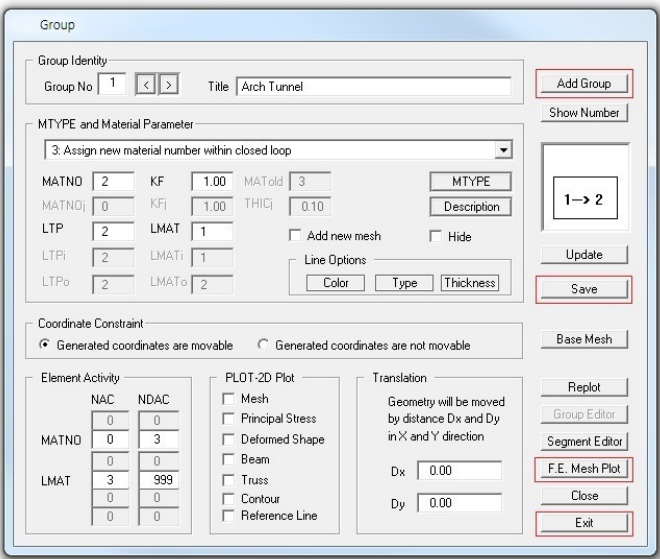 Group
Group Identity
Group No 1 < > Title Arch Tunnel
Add Group
Show Number
MTYPE and Material Parameter
3: Assign new material number within closed loop
MATNO 2 KF 1.00 MATold 3 MTYPE
MATNOj 0 KFj 1.00 THICj 0.10 Description
LTP 2 LMAT 1 Add new mesh Hide
LTPi 2 LMATi 1 Line Options
LTPo 2 LMATo 2 Color Type Thickness
1–> 2
Update
Save
Coordinate Constraint
Generated coordinates are movable Generated coordinates are not movable
Base Mesh
Element Activity
NAC NDAC
0 0
MATNO 0 3
0 0
LMAT 3 999
0 0
0 0
PLOT-2D Plot
Mesh
Principal Stress
Deformed Shape
Beam
Truss
Contour
Reference Line
Translation
Geometry will be moved
by distance Dx and Dy
in X and Y direction
Dx 0.00
Dy 0.00
Replot
Group Editor
Segment Editor
F.E. Mesh Plot
Close
Exit